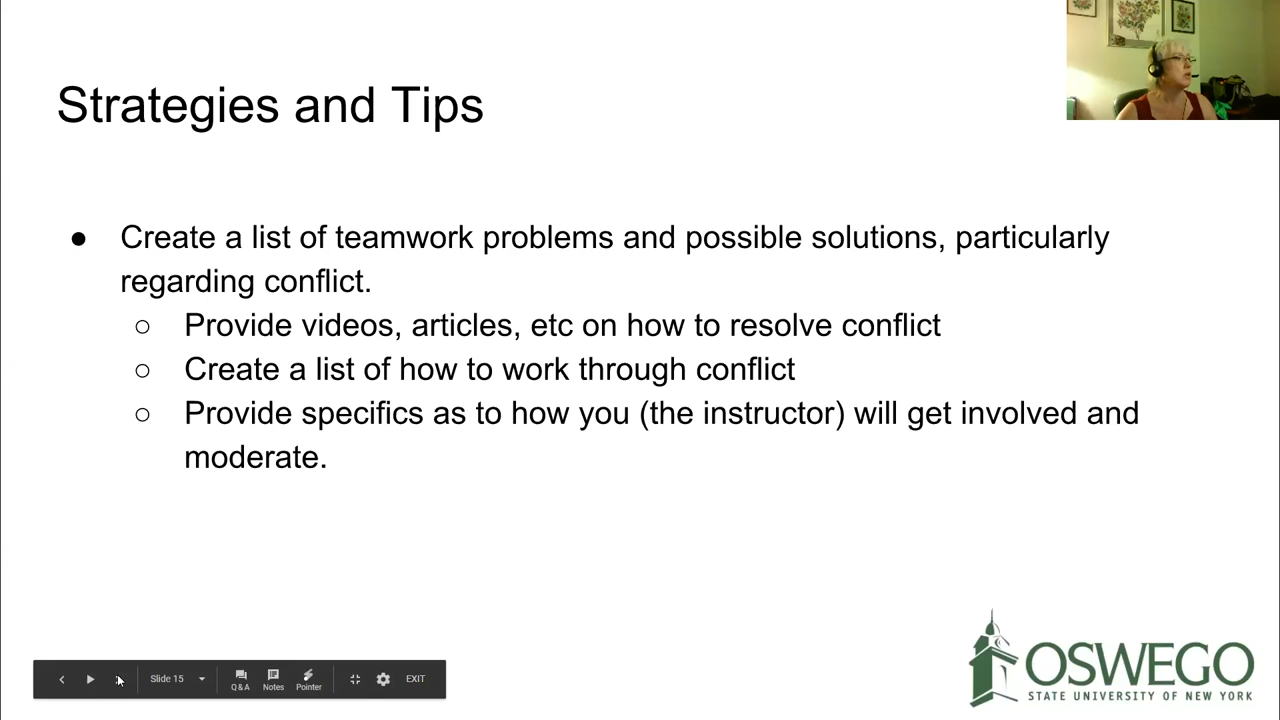 Strategies and Tips
● Create a list of teamwork problems and possible solutions, particularly
regarding conflict.
○ Provide videos, articles, etc on how to resolve conflict
○ Create a list of how to work through conflict
○ Provide specifics as to how you (the instructor) will get involved and
moderate.
Slide 15
Q&A
Notes
Pointer
EXIT
OSWEGO
STATE UNIVERSITY OF NEW YORK